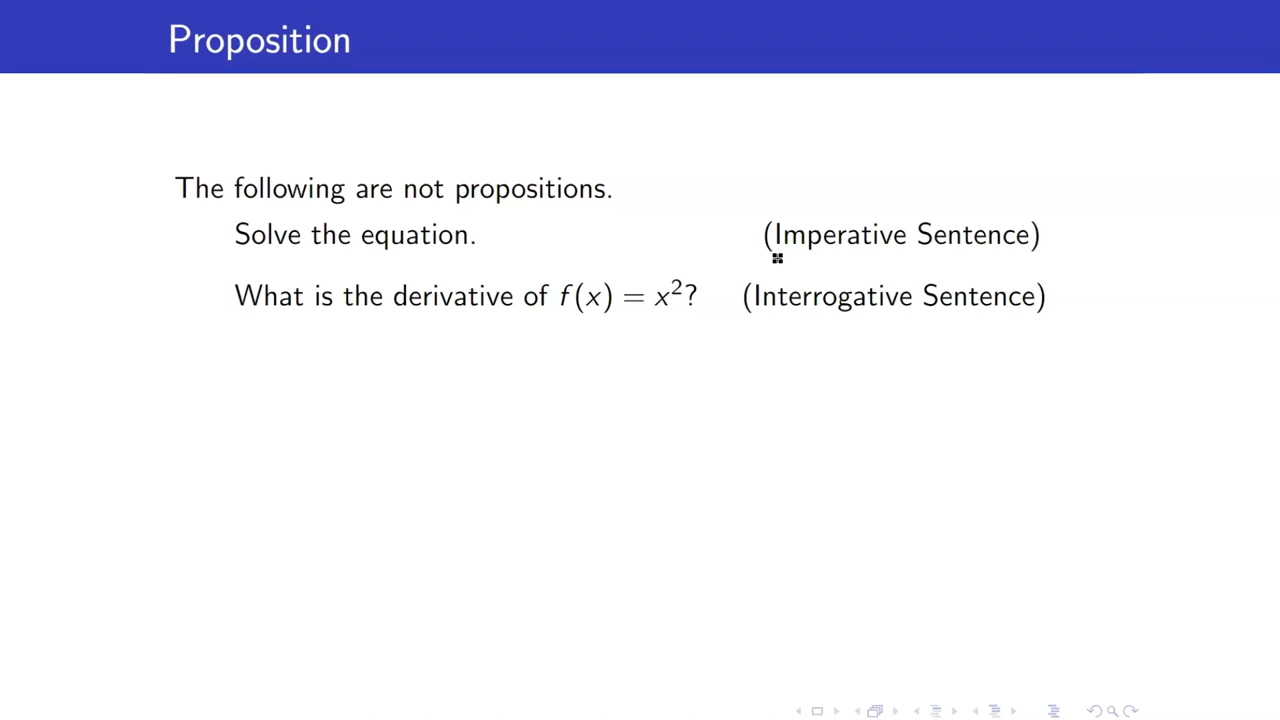 Proposition
The following are not propositions.
Solve the equation. (Imperative Sentence)
What is the derivative of f(x) = x²? (Interrogative Sentence)